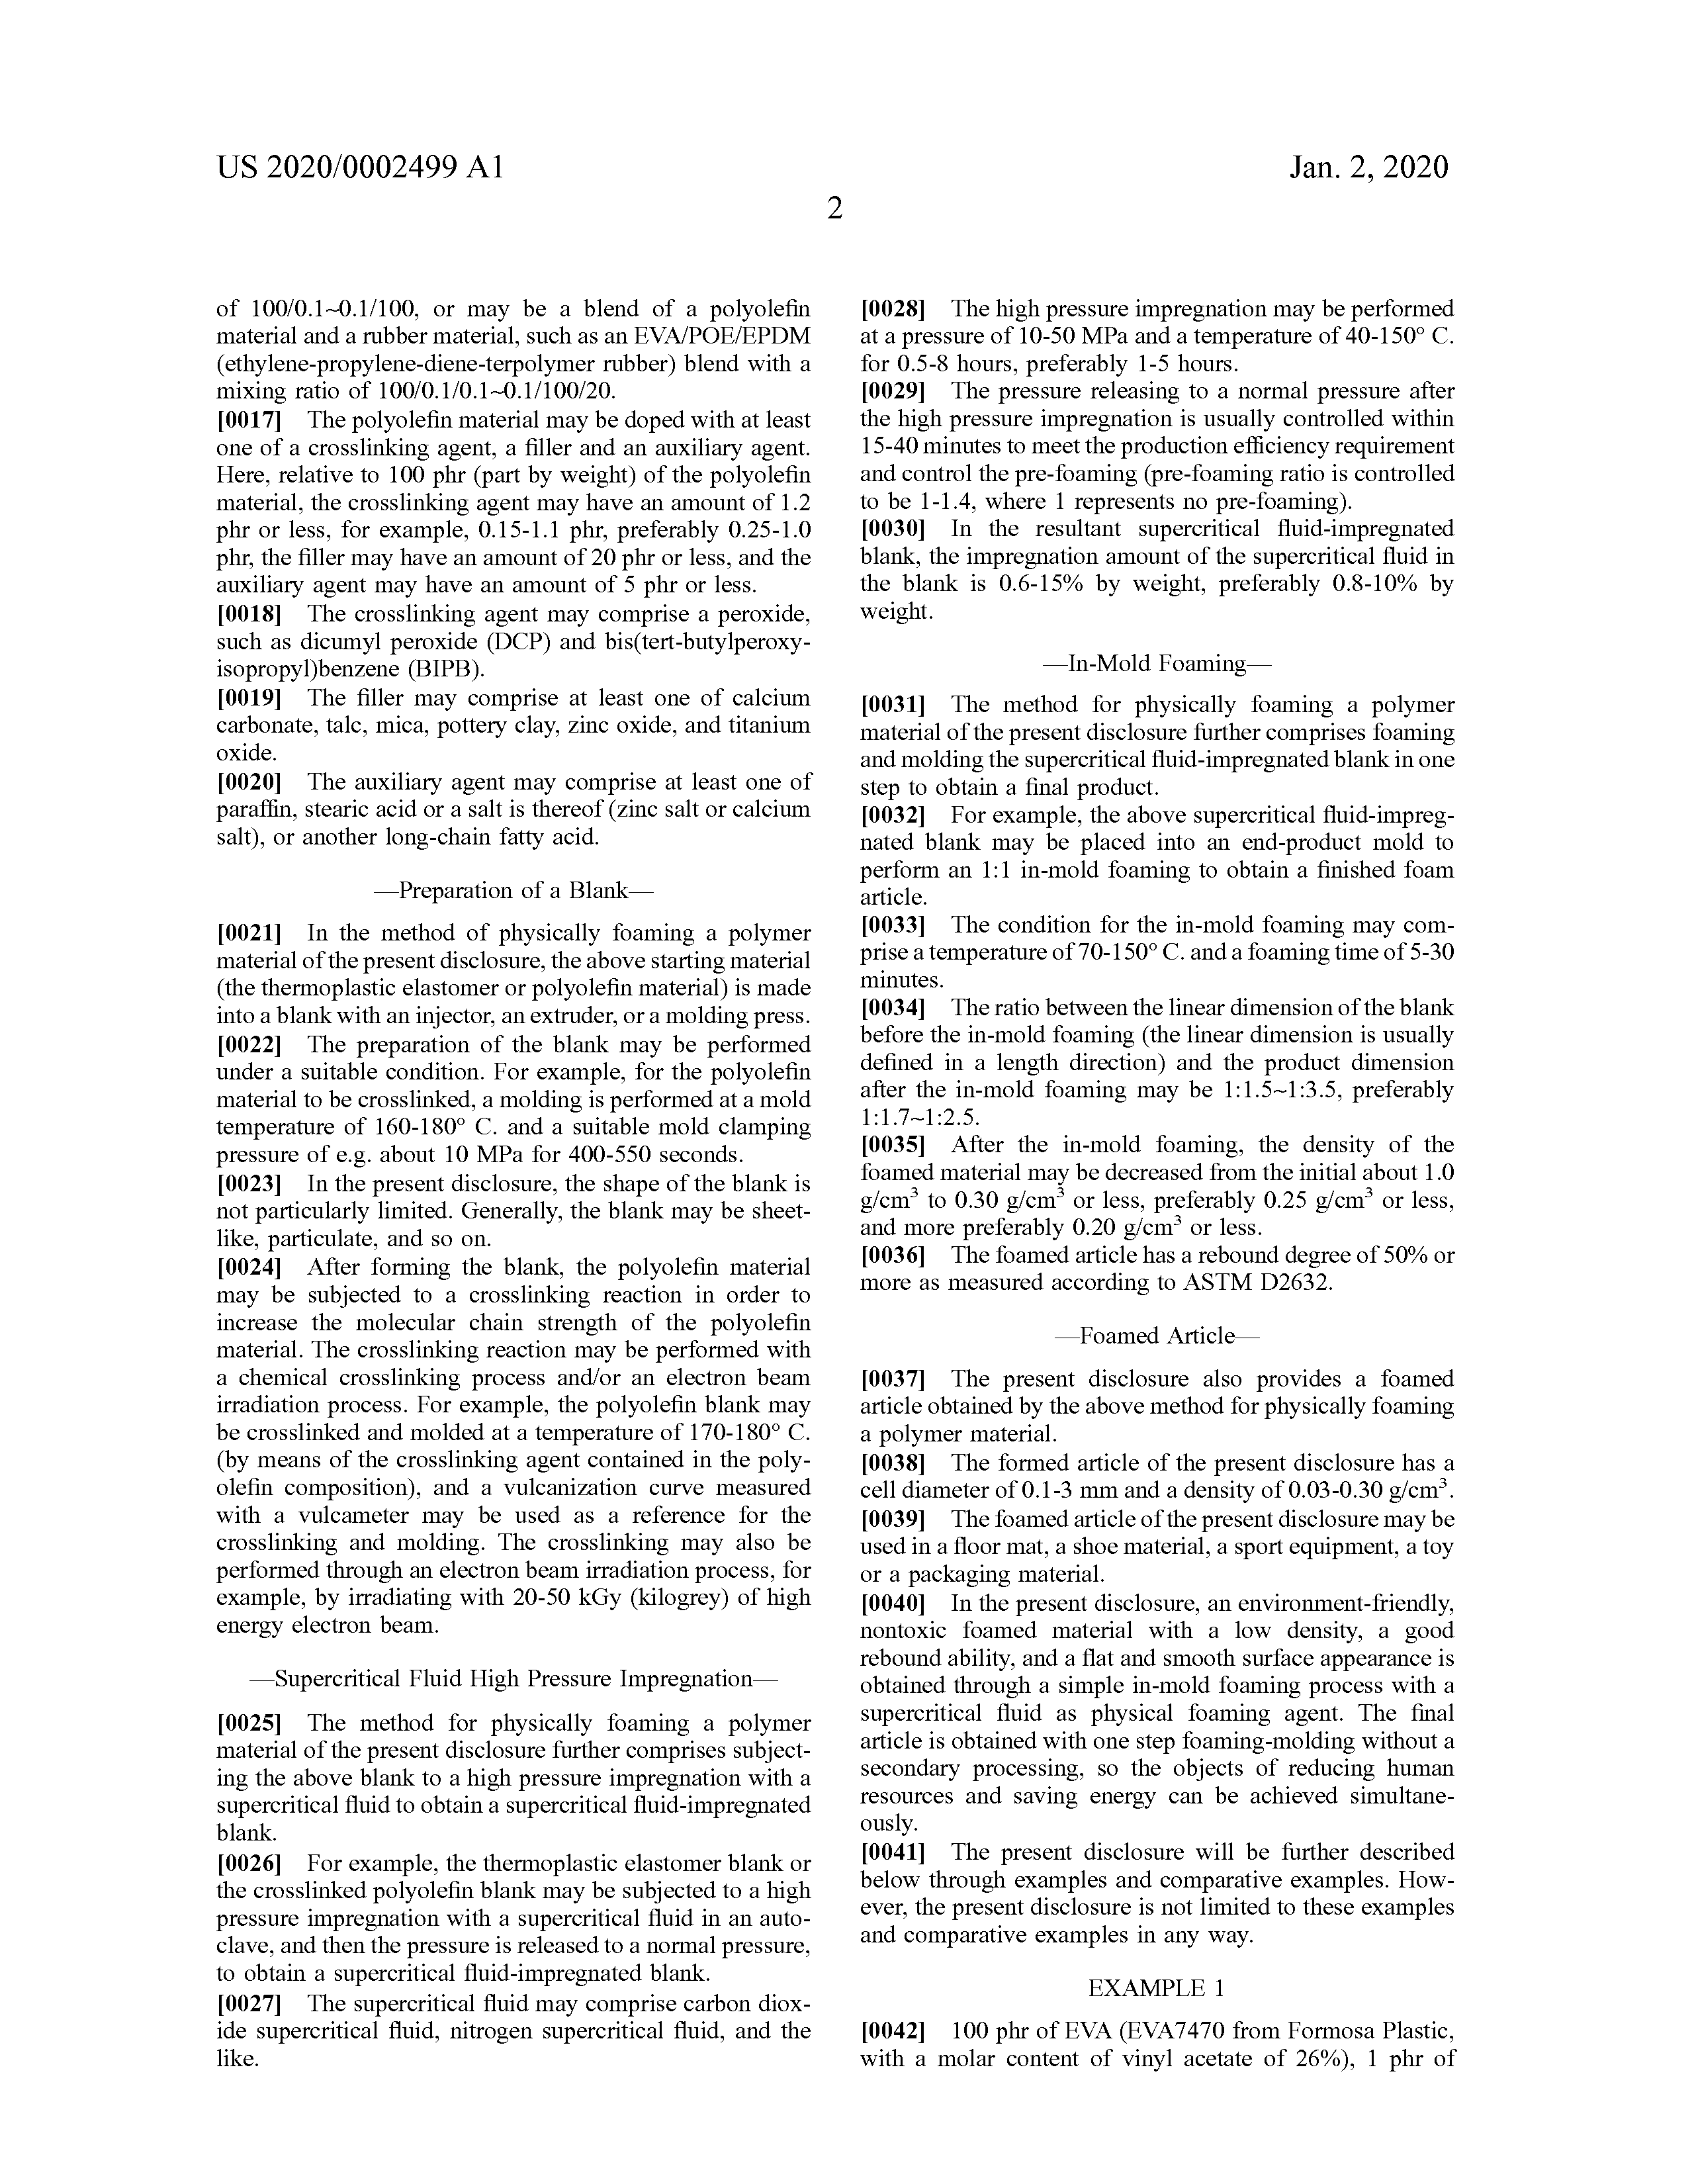 US 2020/0002499 A1
Jan. 2, 2020
2
of 100/0.1~0.1/100, or may be a blend of a polyolefin
material and a rubber material, such as an EVA/POE/EPDM
(ethylene-propylene-diene-terpolymer rubber) blend with a
mixing ratio of 100/0.1/0.1~0.1/100/20.
[0017] The polyolefin material may be doped with at least
one of a crosslinking agent, a filler and an auxiliary agent.
Here, relative to 100 phr (part by weight) of the polyolefin
material, the crosslinking agent may have an amount of 1.2
phr or less, for example, 0.15-1.1 phr, preferably 0.25-1.0
phr, the filler may have an amount of 20 phr or less, and the
auxiliary agent may have an amount of 5 phr or less.
[0018] The crosslinking agent may comprise a peroxide,
such as dicumyl peroxide (DCP) and bis(tert-butylperoxy-
isopropyl)benzene (BIPB).
[0019] The filler may comprise at least one of calcium
carbonate, talc, mica, pottery clay, zinc oxide, and titanium
oxide.
[0020] The auxiliary agent may comprise at least one of
paraffin, stearic acid or a salt is thereof (zinc salt or calcium
salt), or another long-chain fatty acid.
—Preparation of a Blank—
[0021] In the method of physically foaming a polymer
material of the present disclosure, the above starting material
(the thermoplastic elastomer or polyolefin material) is made
into a blank with an injector, an extruder, or a molding press.
[0022] The preparation of the blank may be performed
under a suitable condition. For example, for the polyolefin
material to be crosslinked, a molding is performed at a mold
temperature of 160-180° C. and a suitable mold clamping
pressure of e.g. about 10 MPa for 400-550 seconds.
[0023] In the present disclosure, the shape of the blank is
not particularly limited. Generally, the blank may be sheet-
like, particulate, and so on.
[0024] After forming the blank, the polyolefin material
may be subjected to a crosslinking reaction in order to
increase the molecular chain strength of the polyolefin
material. The crosslinking reaction may be performed with
a chemical crosslinking process and/or an electron beam
irradiation process. For example, the polyolefin blank may
be crosslinked and molded at a temperature of 170-180° C.
(by means of the crosslinking agent contained in the poly-
olefin composition), and a vulcanization curve measured
with a vulcameter may be used as a reference for the
crosslinking and molding. The crosslinking may also be
performed through an electron beam irradiation process, for
example, by irradiating with 20-50 kGy (kilogrey) of high
energy electron beam.
—Supercritical Fluid High Pressure Impregnation—
[0025] The method for physically foaming a polymer
material of the present disclosure further comprises subject-
ing the above blank to a high pressure impregnation with a
supercritical fluid to obtain a supercritical fluid-impregnated
blank.
[0026] For example, the thermoplastic elastomer blank or
the crosslinked polyolefin blank may be subjected to a high
pressure impregnation with a supercritical fluid in an auto-
clave, and then the pressure is released to a normal pressure,
to obtain a supercritical fluid-impregnated blank.
[0027] The supercritical fluid may comprise carbon diox-
ide supercritical fluid, nitrogen supercritical fluid, and the
like.
[0028] The high pressure impregnation may be performed
at a pressure of 10-50 MPa and a temperature of 40-150° C.
for 0.5-8 hours, preferably 1-5 hours.
[0029] The pressure releasing to a normal pressure after
the high pressure impregnation is usually controlled within
15-40 minutes to meet the production efficiency requirement
and control the pre-foaming (pre-foaming ratio is controlled
to be 1-1.4, where 1 represents no pre-foaming).
[0030] In the resultant supercritical fluid-impregnated
blank, the impregnation amount of the supercritical fluid in
the blank is 0.6-15% by weight, preferably 0.8-10% by
weight.
—In-Mold Foaming—
[0031] The method for physically foaming a polymer
material of the present disclosure further comprises foaming
and molding the supercritical fluid-impregnated blank in one
step to obtain a final product.
[0032] For example, the above supercritical fluid-impreg-
nated blank may be placed into an end-product mold to
perform an 1:1 in-mold foaming to obtain a finished foam
article.
[0033] The condition for the in-mold foaming may com-
prise a temperature of 70-150° C. and a foaming time of 5-30
minutes.
[0034] The ratio between the linear dimension of the blank
before the in-mold foaming (the linear dimension is usually
defined in a length direction) and the product dimension
after the in-mold foaming may be 1:1.5~1:3.5, preferably
1:1.7~1:2.5.
[0035] After the in-mold foaming, the density of the
foamed material may be decreased from the initial about 1.0
g/cm³ to 0.30 g/cm³ or less, preferably 0.25 g/cm³ or less,
and more preferably 0.20 g/cm³ or less.
[0036] The foamed article has a rebound degree of 50% or
more as measured according to ASTM D2632.
—Foamed Article—
[0037] The present disclosure also provides a foamed
article obtained by the above method for physically foaming
a polymer material.
[0038] The formed article of the present disclosure has a
cell diameter of 0.1-3 mm and a density of 0.03-0.30 g/cm³.
[0039] The foamed article of the present disclosure may be
used in a floor mat, a shoe material, a sport equipment, a toy
or a packaging material.
[0040] In the present disclosure, an environment-friendly,
nontoxic foamed material with a low density, a good
rebound ability, and a flat and smooth surface appearance is
obtained through a simple in-mold foaming process with a
supercritical fluid as physical foaming agent. The final
article is obtained with one step foaming-molding without a
secondary processing, so the objects of reducing human
resources and saving energy can be achieved simultane-
ously.
[0041] The present disclosure will be further described
below through examples and comparative examples. How-
ever, the present disclosure is not limited to these examples
and comparative examples in any way.
EXAMPLE 1
[0042] 100 phr of EVA (EVA7470 from Formosa Plastic,
with a molar content of vinyl acetate of 26%), 1 phr of